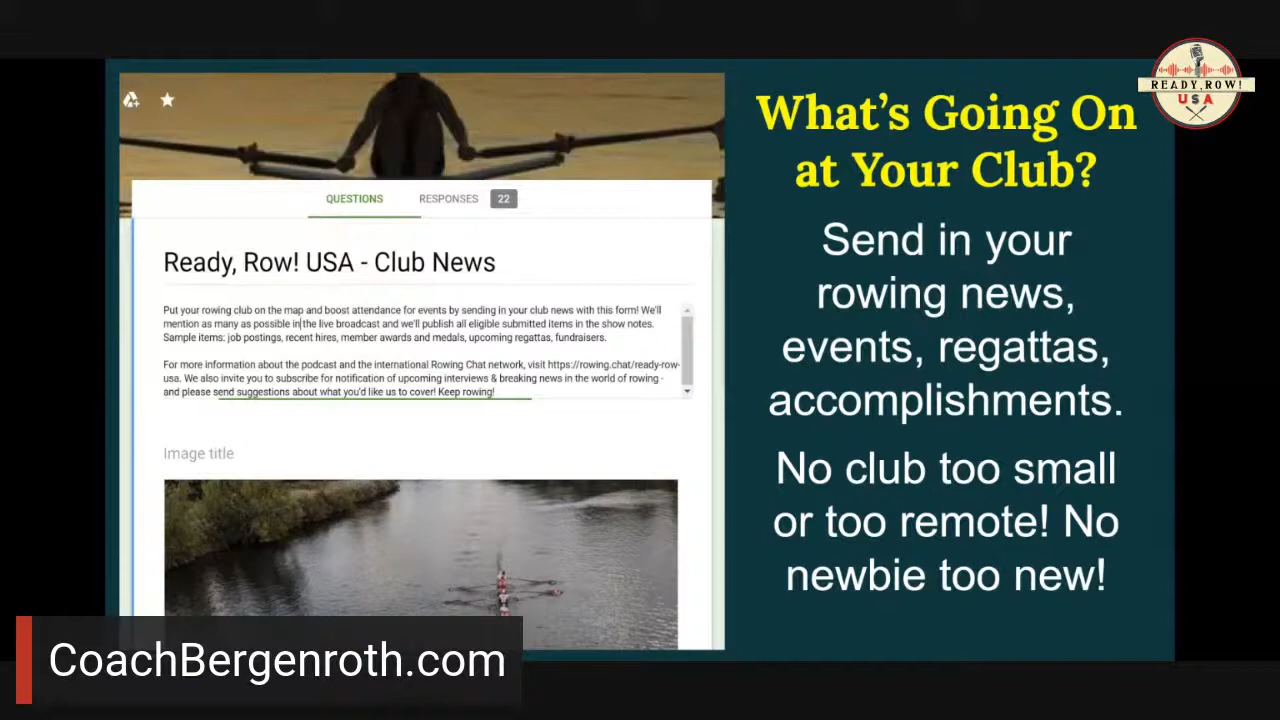 READY,ROW!
USA
What's Going On
at Your Club?
QUESTIONS
RESPONSES 22
Ready, Row! USA - Club News
Put your rowing club on the map and boost attendance for events by sending in your club news with this form! We'll
mention as many as possible in the live broadcast and we'll publish all eligible submitted items in the show notes.
Sample items: job postings, recent hires, member awards and medals, upcoming regattas, fundraisers.
For more information about the podcast and the international Rowing Chat network, visit https://rowing.chat/ready-row-
usa. We also invite you to subscribe for notification of upcoming interviews & breaking news in the world of rowing -
and please send suggestions about what you'd like us to cover! Keep rowing!
Image title
Send in your
rowing news,
events, regattas,
accomplishments.
No club too small
or too remote! No
newbie too new!
CoachBergenroth.com